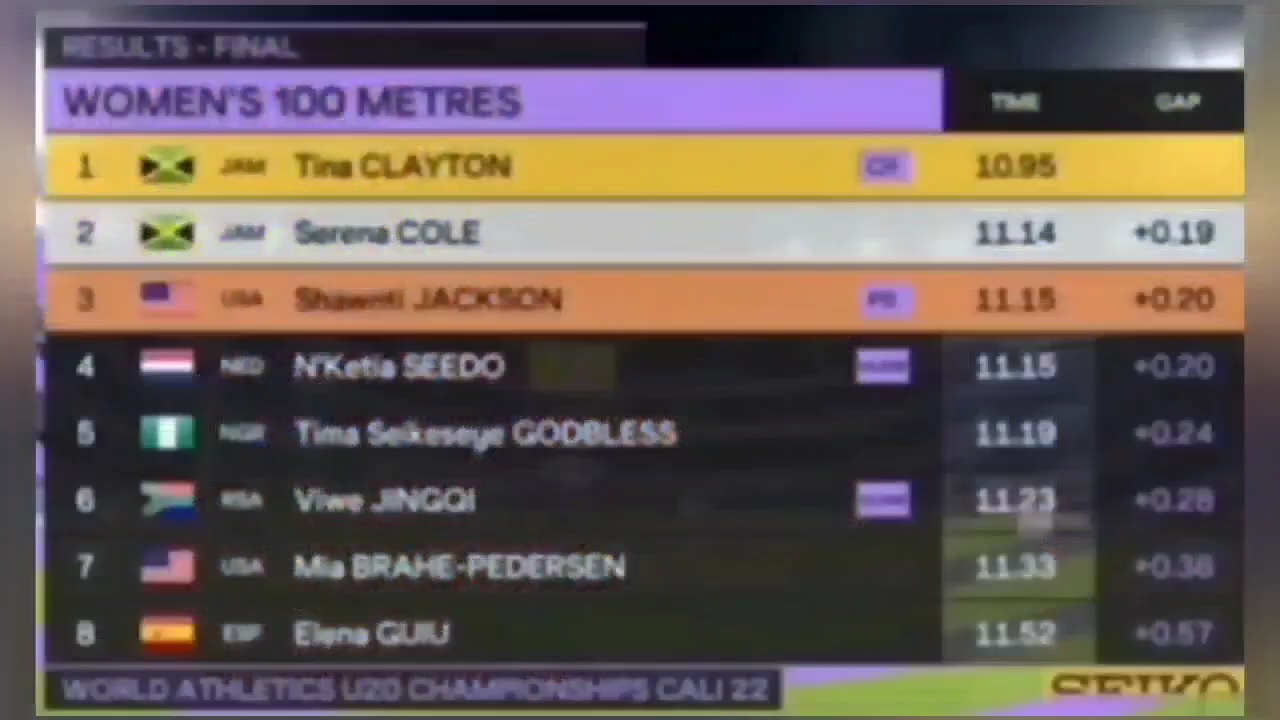 RESULTS - FINAL
WOMEN'S 100 METRES TIME GAP
1 JAM Tina CLAYTON CR 10.95
2 JAM Serena COLE 11.14 +0.19
3 USA Shawnti JACKSON PB 11.15 +0.20
4 NED N'Ketia SEEDO 11.15 +0.20
5 NGR Tima Seikeseye GODBLESS 11.19 +0.24
6 RSA Viwe JINGQI 11.23 +0.28
7 USA Mia BRAHE-PEDERSEN 11.33 +0.38
8 ESP Elena GUIU 11.52 +0.57
WORLD ATHLETICS U20 CHAMPIONSHIPS CALI 22
SEIKO